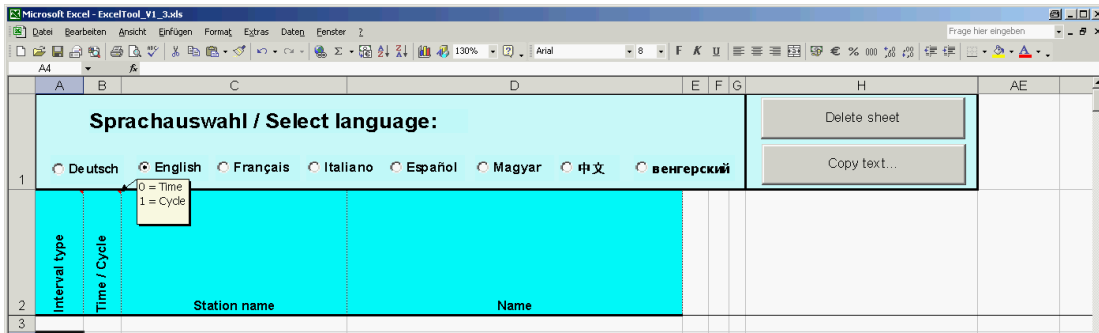 Microsoft Excel - ExcelTool_V1_3.xls
Datei Bearbeiten Ansicht Einfügen Format Extras Daten Fenster ?
Frage hier eingeben
130% Arial 8 F K U € % 000
A4 fx
A B C D E F G H AE
Sprachauswahl / Select language:
Delete sheet
Deutsch English Français Italiano Español Magyar 中文 венгерский
Copy text...
1
0 = Time
1 = Cycle
Interval type
Time / Cycle
Station name
Name
2
3